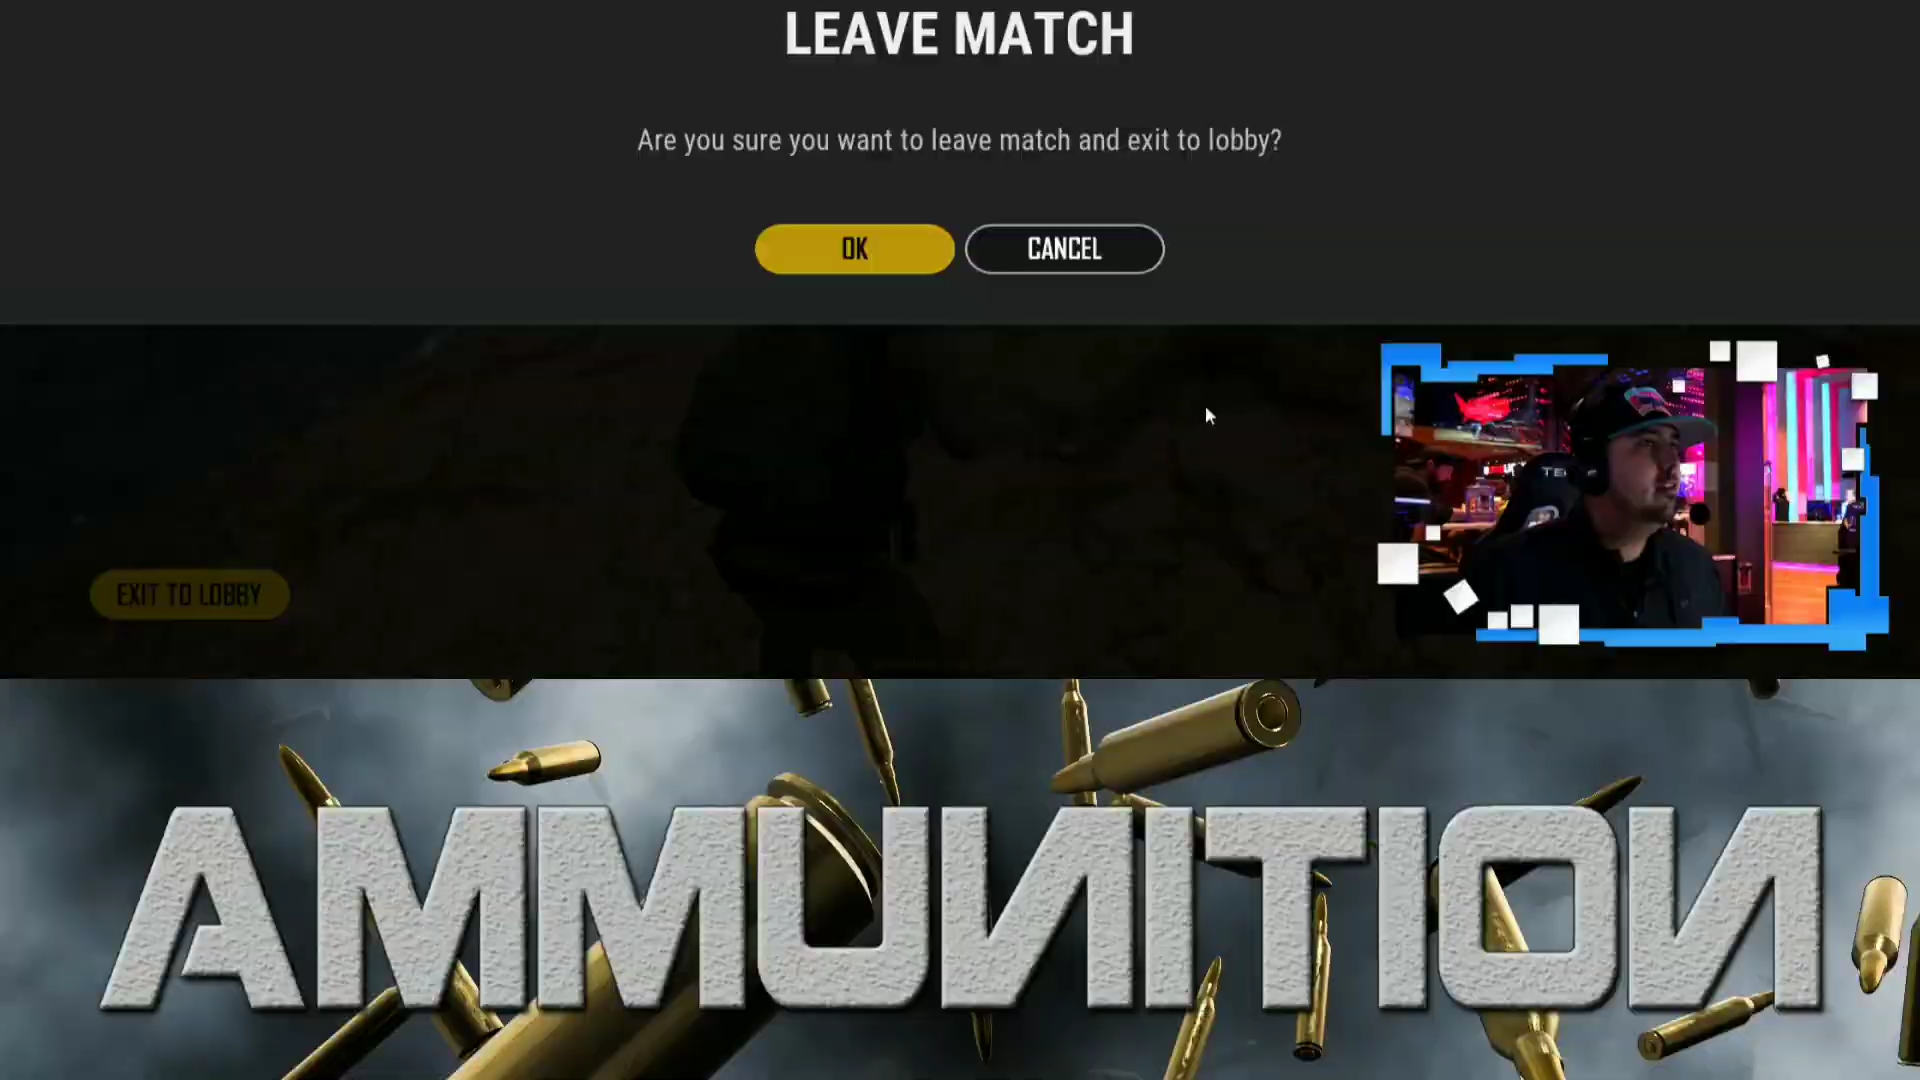 LEAVE MATCH
Are you sure you want to leave match and exit to lobby?
OK
CANCEL
EXIT TO LOBBY
AMMUNITION